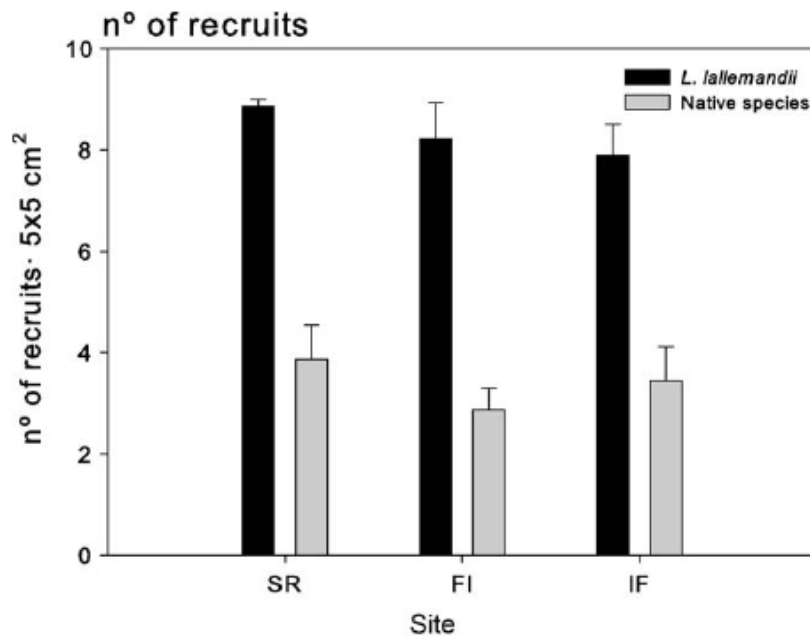 nº of recruits
10
8
6
4
2
0
nº of recruits· 5x5 cm²
L. lallemandii
Native species
SR
FI
IF
Site